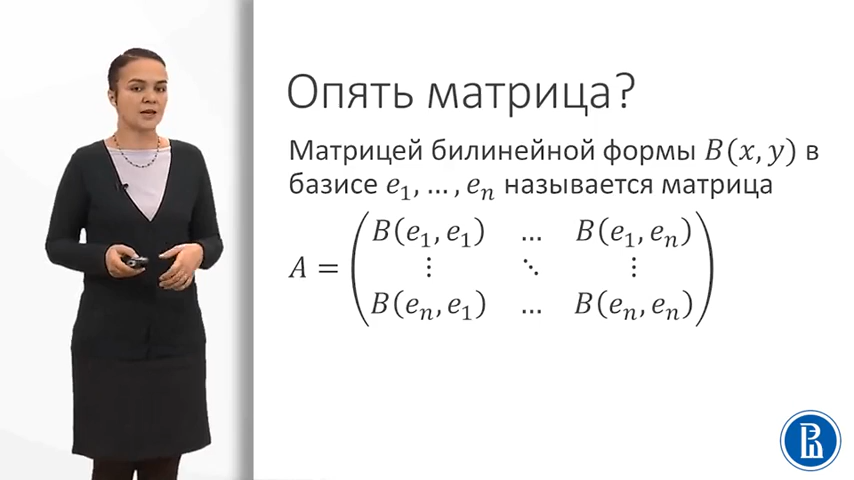 Опять матрица?
Матрицей билинейной формы B(x, y) в
базисе e₁, … , eₙ называется матрица
A = (B(e₁, e₁) … B(e₁, eₙ)
⋮ ⋱ ⋮
B(eₙ, e₁) … B(eₙ, eₙ))